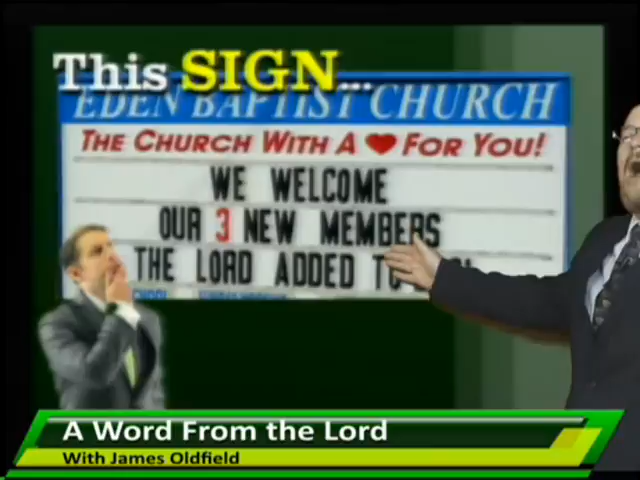 This SIGN...
EDEN BAPTIST CHURCH
THE CHURCH WITH A ♥ FOR YOU!
WE WELCOME
OUR 3 NEW MEMBERS
THE LORD ADDED
A Word From the Lord
With James Oldfield